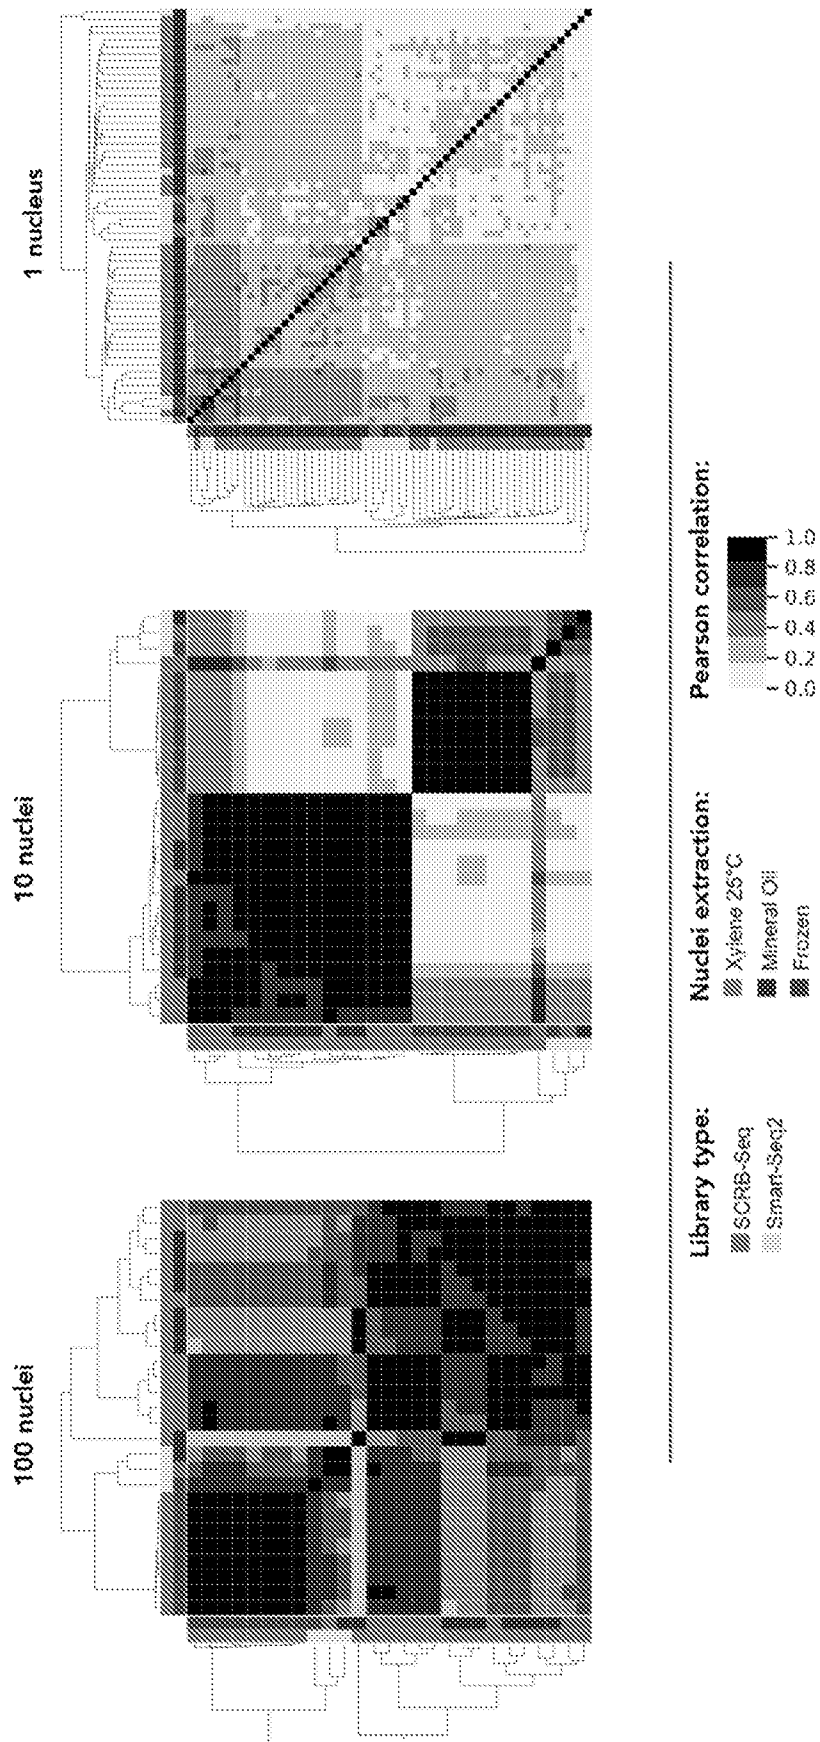 100 nuclei
10 nuclei
1 nucleus
Library type:
SCRB-Seq
Smart-Seq2
Nuclei extraction:
Xylene 25°C
Mineral Oil
Frozen
Pearson correlation:
1.0
0.8
0.6
0.4
0.2
0.0